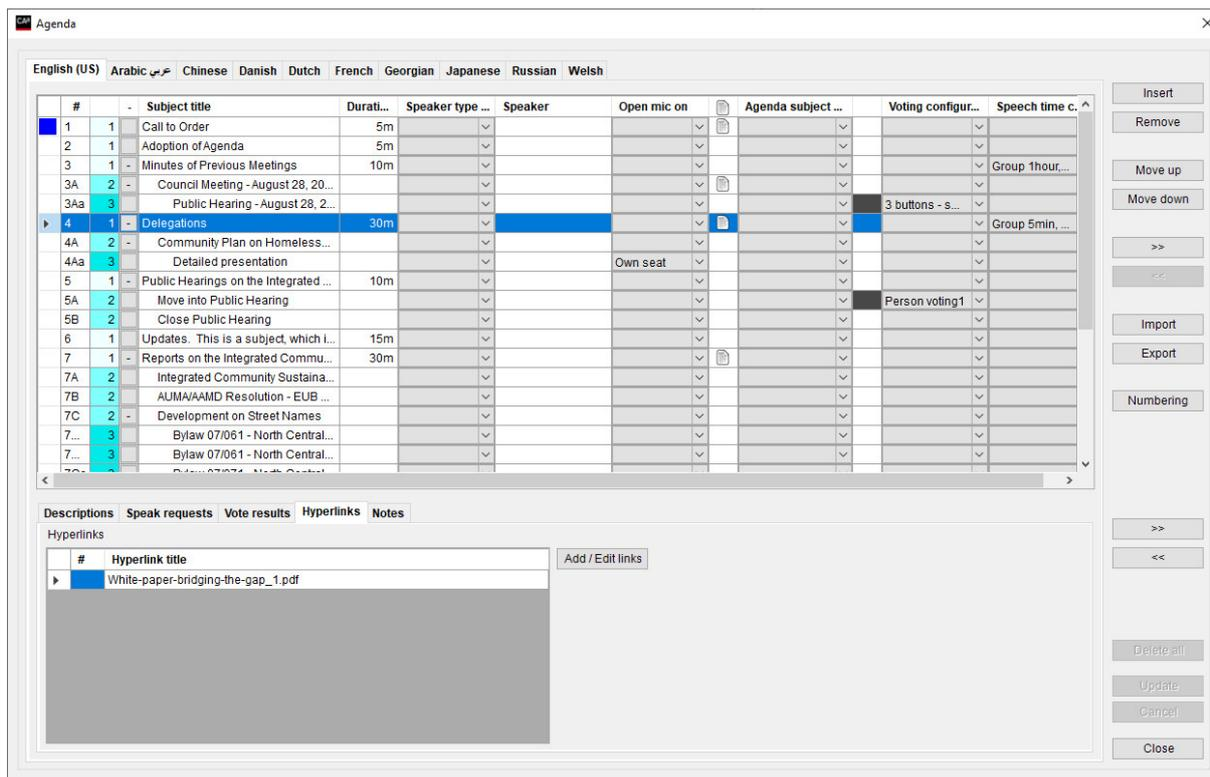 CAA Agenda
English (US) Arabic عربي Chinese Danish Dutch French Georgian Japanese Russian Welsh
# - Subject title Durati... Speaker type ... Speaker Open mic on Agenda subject ... Voting configur... Speech time c...
1 1 Call to Order 5m
2 1 Adoption of Agenda 5m
3 1 - Minutes of Previous Meetings 10m Group 1hour,...
3A 2 - Council Meeting - August 28, 20...
3Aa 3 Public Hearing - August 28, 2... 3 buttons - s...
4 1 - Delegations 30m Group 5min, ...
4A 2 - Community Plan on Homeless...
4Aa 3 Detailed presentation Own seat
5 1 - Public Hearings on the Integrated ... 10m
5A 2 Move into Public Hearing Person voting1
5B 2 Close Public Hearing
6 1 Updates. This is a subject, which i... 15m
7 1 - Reports on the Integrated Commu... 30m
7A 2 Integrated Community Sustaina...
7B 2 AUMA/AAMD Resolution - EUB ...
7C 2 - Development on Street Names
7... 3 Bylaw 07/061 - North Central...
7... 3 Bylaw 07/061 - North Central...
Insert
Remove
Move up
Move down
>>
<<
Import
Export
Numbering
Descriptions Speak requests Vote results Hyperlinks Notes
Hyperlinks
# Hyperlink title
White-paper-bridging-the-gap_1.pdf
Add / Edit links
>>
<<
Delete all
Update
Cancel
Close